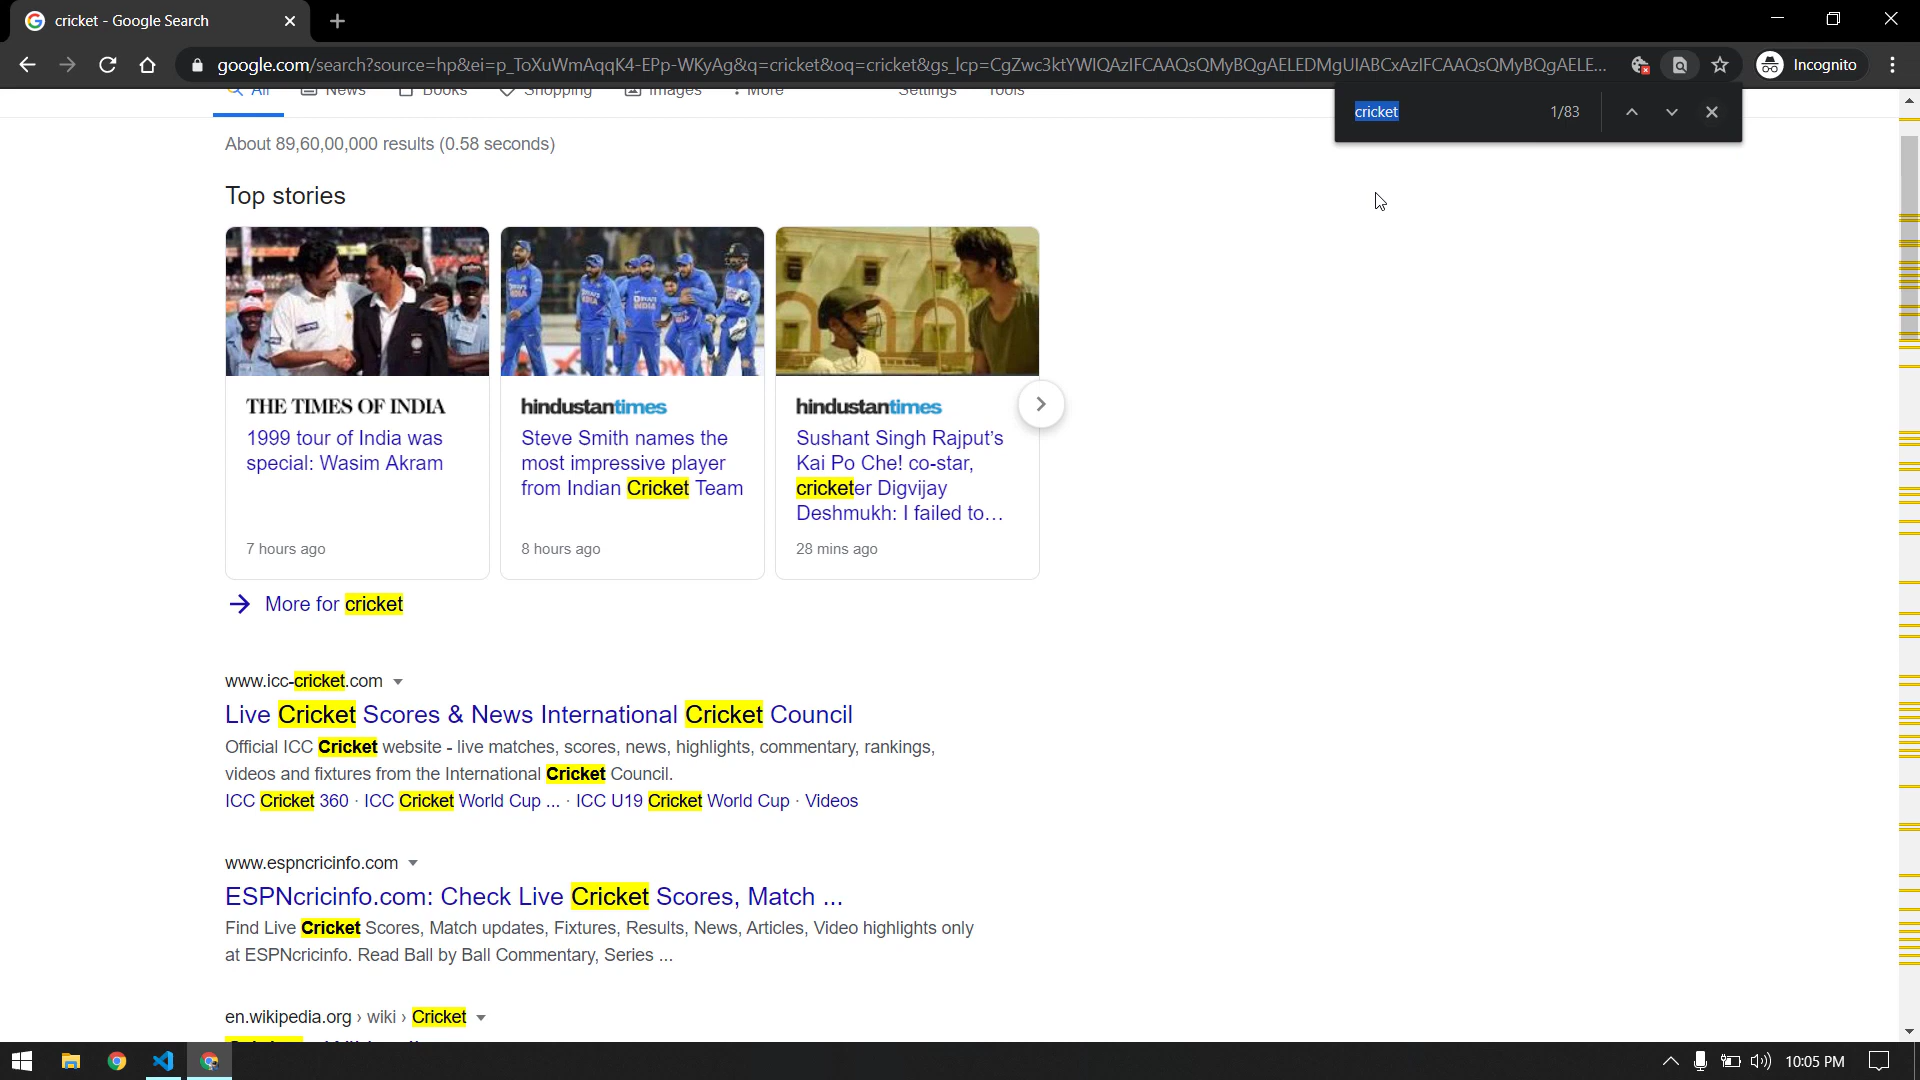 cricket - Google Search
google.com/search?source=hp&ei=p_ToXuWmAqqK4-EPp-WKyAg&q=cricket&oq=cricket&gs_lcp=CgZwc3ktYWIQAzIFCAAQsQMyBQgAELEDMgUIABCxAzIFCAAQsQMyBQgAELE...
Incognito
All News Books Shopping Images More Settings Tools
cricket 1/83
About 89,60,00,000 results (0.58 seconds)
Top stories
THE TIMES OF INDIA
1999 tour of India was
special: Wasim Akram
7 hours ago
hindustantimes
Steve Smith names the
most impressive player
from Indian Cricket Team
8 hours ago
hindustantimes
Sushant Singh Rajput's
Kai Po Che! co-star,
cricketer Digvijay
Deshmukh: I failed to...
28 mins ago
More for cricket
www.icc-cricket.com
Live Cricket Scores & News International Cricket Council
Official ICC Cricket website - live matches, scores, news, highlights, commentary, rankings,
videos and fixtures from the International Cricket Council.
ICC Cricket 360 · ICC Cricket World Cup ... · ICC U19 Cricket World Cup · Videos
www.espncricinfo.com
ESPNcricinfo.com: Check Live Cricket Scores, Match ...
Find Live Cricket Scores, Match updates, Fixtures, Results, News, Articles, Video highlights only
at ESPNcricinfo. Read Ball by Ball Commentary, Series ...
en.wikipedia.org › wiki › Cricket
10:05 PM